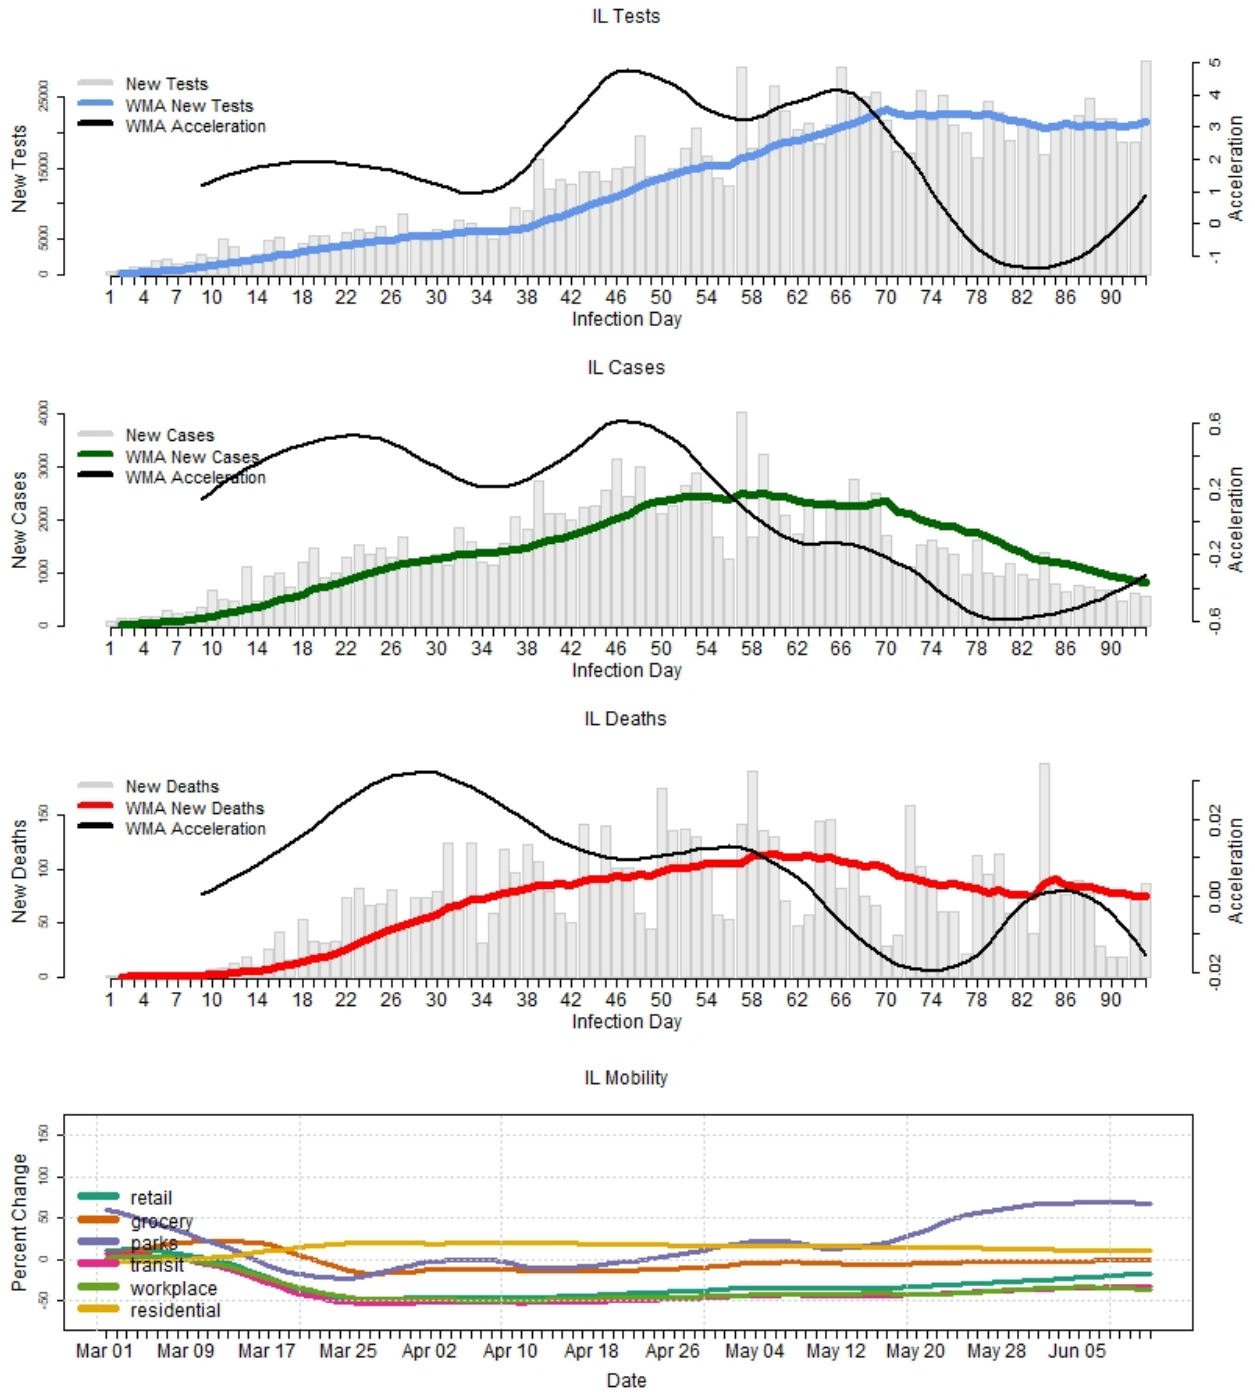 IL Tests
New Tests
WMA New Tests
WMA Acceleration
New Tests
0 5000 15000 25000
Acceleration
-1 0 1 2 3 4 5
1 4 7 10 14 18 22 26 30 34 38 42 46 50 54 58 62 66 70 74 78 82 86 90
Infection Day
IL Cases
New Cases
WMA New Cases
WMA Acceleration
New Cases
0 1000 2000 3000 4000
Acceleration
-0.6 -0.2 0.2 0.6
1 4 7 10 14 18 22 26 30 34 38 42 46 50 54 58 62 66 70 74 78 82 86 90
Infection Day
IL Deaths
New Deaths
WMA New Deaths
WMA Acceleration
New Deaths
0 50 100 150
Acceleration
-0.02 0.00 0.02
1 4 7 10 14 18 22 26 30 34 38 42 46 50 54 58 62 66 70 74 78 82 86 90
Infection Day
IL Mobility
Percent Change
-50 0 50 100 150
retail
grocery
parks
transit
workplace
residential
Mar 01 Mar 09 Mar 17 Mar 25 Apr 02 Apr 10 Apr 18 Apr 26 May 04 May 12 May 20 May 28 Jun 05
Date